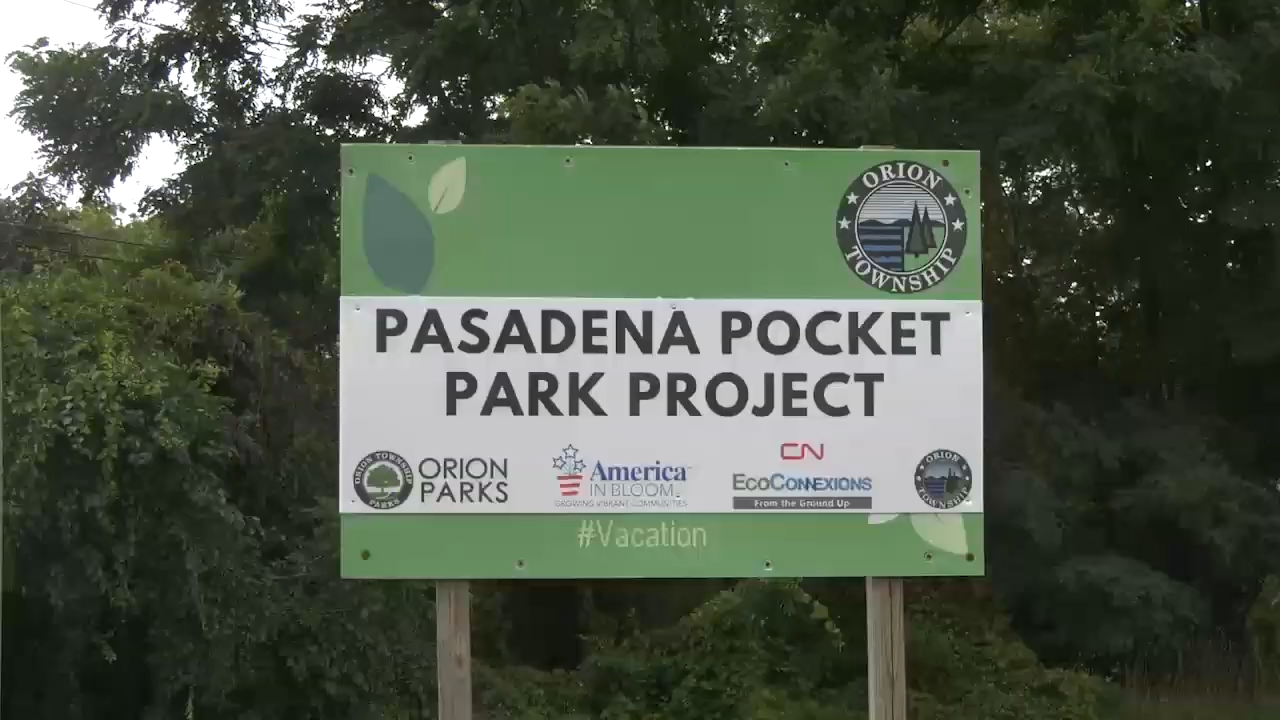 ORION
TOWNSHIP
PASADENA POCKET
PARK PROJECT
ORION TOWNSHIP
PARKS
ORION
PARKS
America
IN BLOOM
GROWING VIBRANT COMMUNITIES
CN
ECOCONNEXIONS
From the Ground Up
ORION
TOWNSHIP
#Vacation